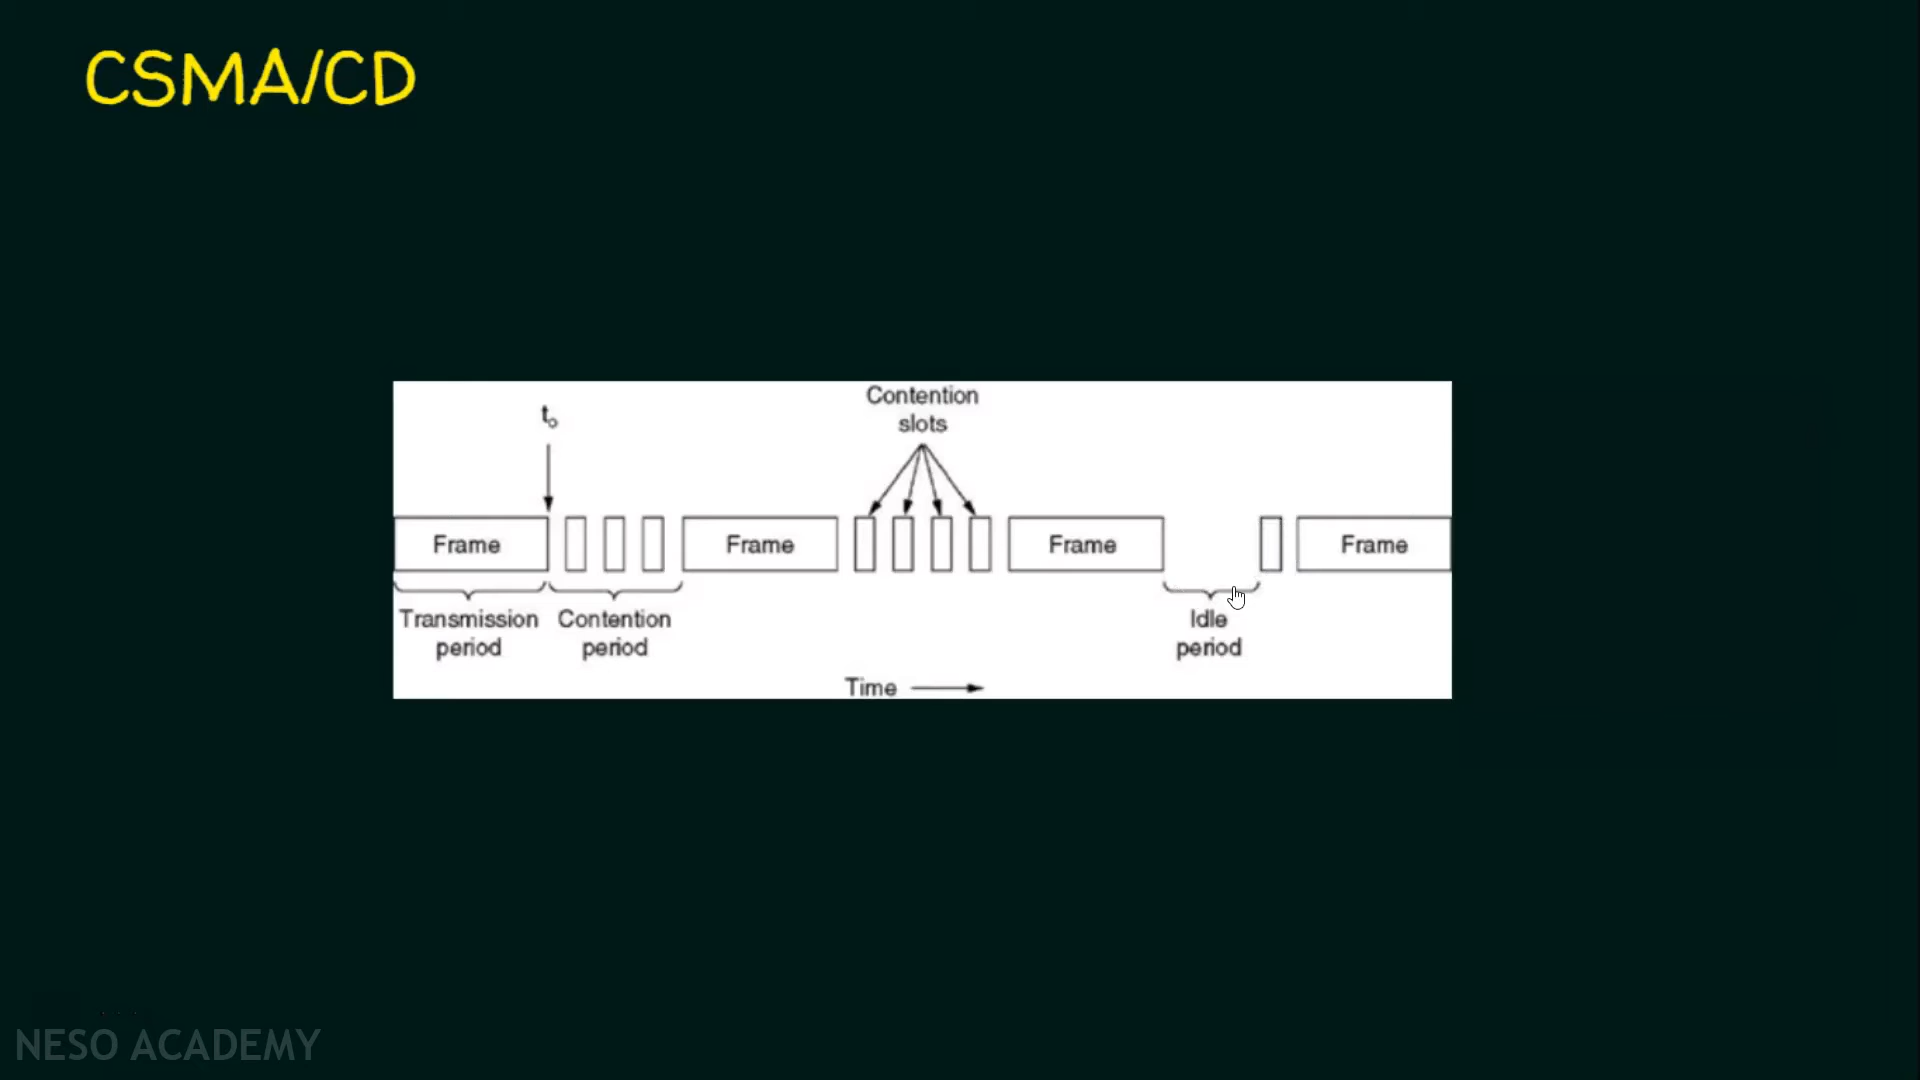 CSMA/CD
Contention
slots
t₀
Frame
Frame
Frame
Frame
Transmission
period
Contention
period
Idle
period
Time
NESO ACADEMY